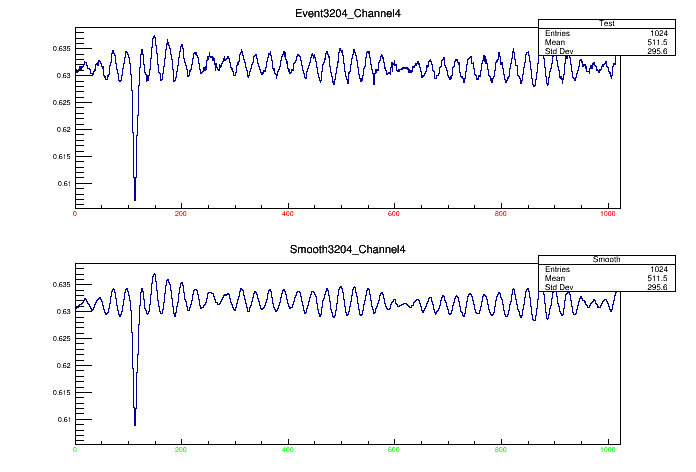 Event3204_Channel4
Test
Entries 1024
Mean 511.5
Std Dev 295.6
0.635
0.63
0.625
0.62
0.615
0.61
0 200 400 600 800 1000
Smooth3204_Channel4
Smooth
Entries 1024
Mean 511.5
Std Dev 295.6
0.635
0.63
0.62
0.615
0.61
0 200 400 600 800 1000